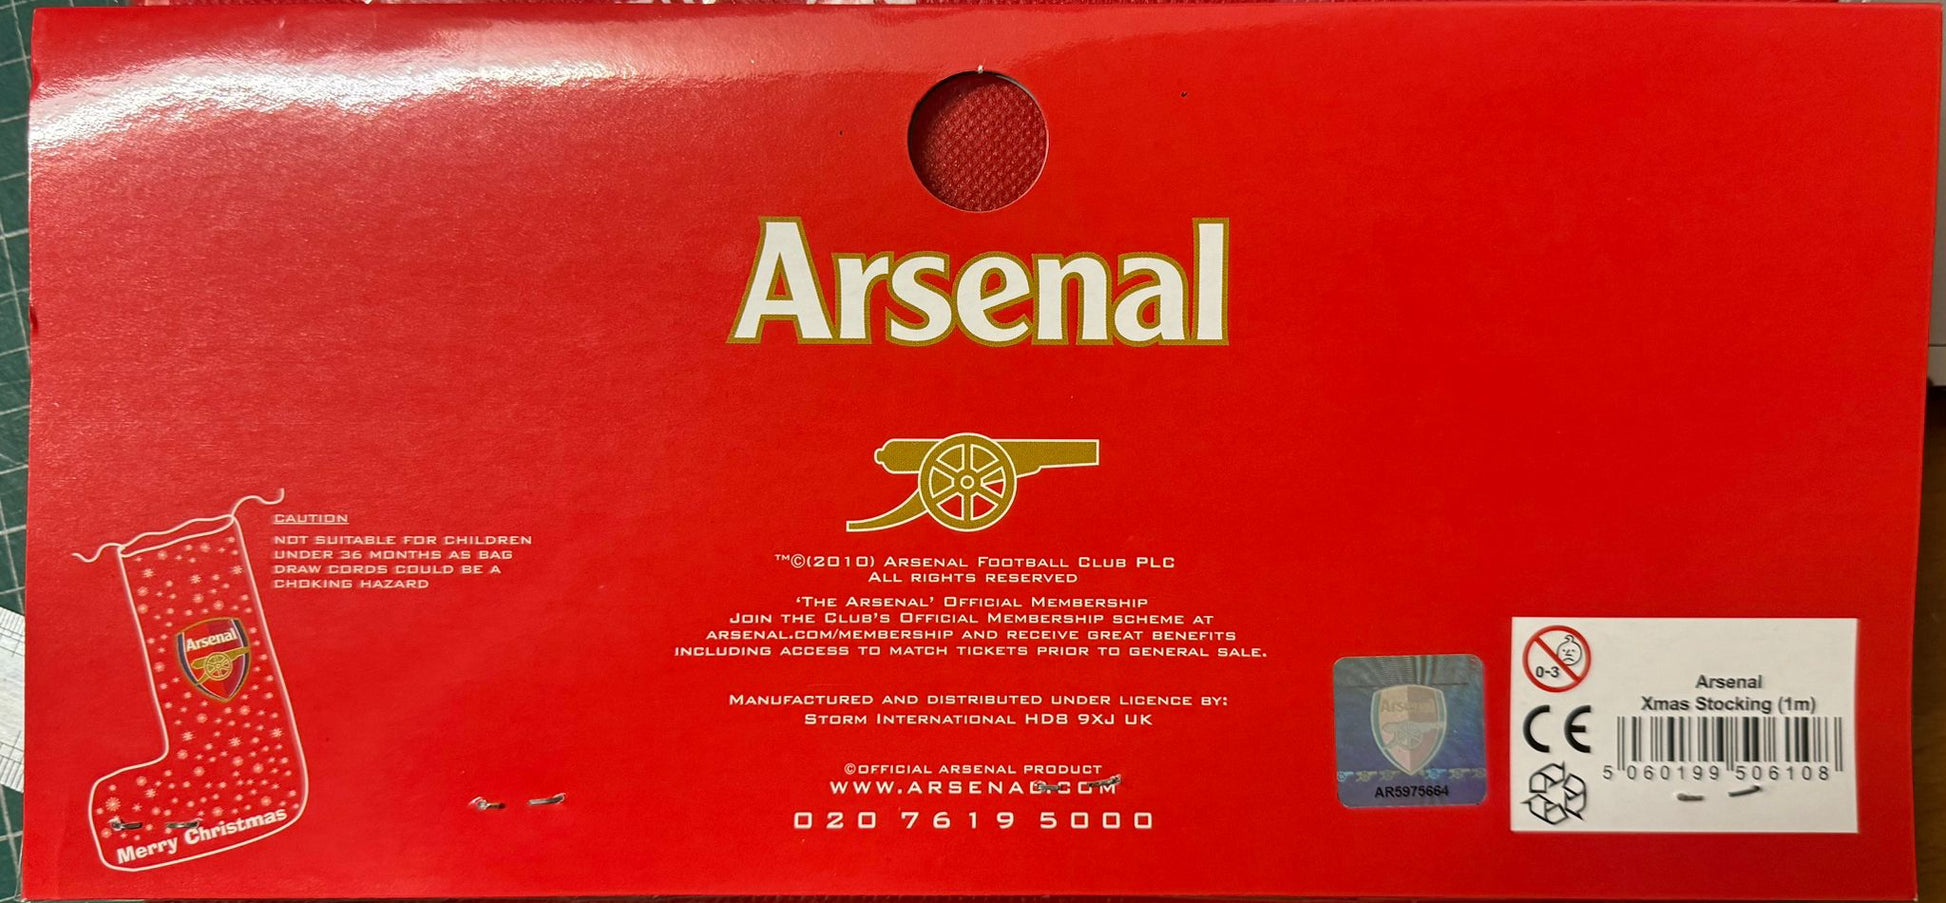 Arsenal
CAUTION
NOT SUITABLE FOR CHILDREN
UNDER 36 MONTHS AS BAG
DRAW CORDS COULD BE A
CHOKING HAZARD
Arsenal
Merry Christmas
™©(2010) ARSENAL FOOTBALL CLUB PLC
ALL RIGHTS RESERVED
‘THE ARSENAL’ OFFICIAL MEMBERSHIP
JOIN THE CLUB’S OFFICIAL MEMBERSHIP SCHEME AT
ARSENAL.COM/MEMBERSHIP AND RECEIVE GREAT BENEFITS
INCLUDING ACCESS TO MATCH TICKETS PRIOR TO GENERAL SALE.
MANUFACTURED AND DISTRIBUTED UNDER LICENCE BY:
STORM INTERNATIONAL HD8 9XJ UK
©OFFICIAL ARSENAL PRODUCT
WWW.ARSENAL.COM
020 7619 5000
Arsenal
AR5975664
0-3
CE
Arsenal
Xmas Stocking (1m)
5 060199 506108